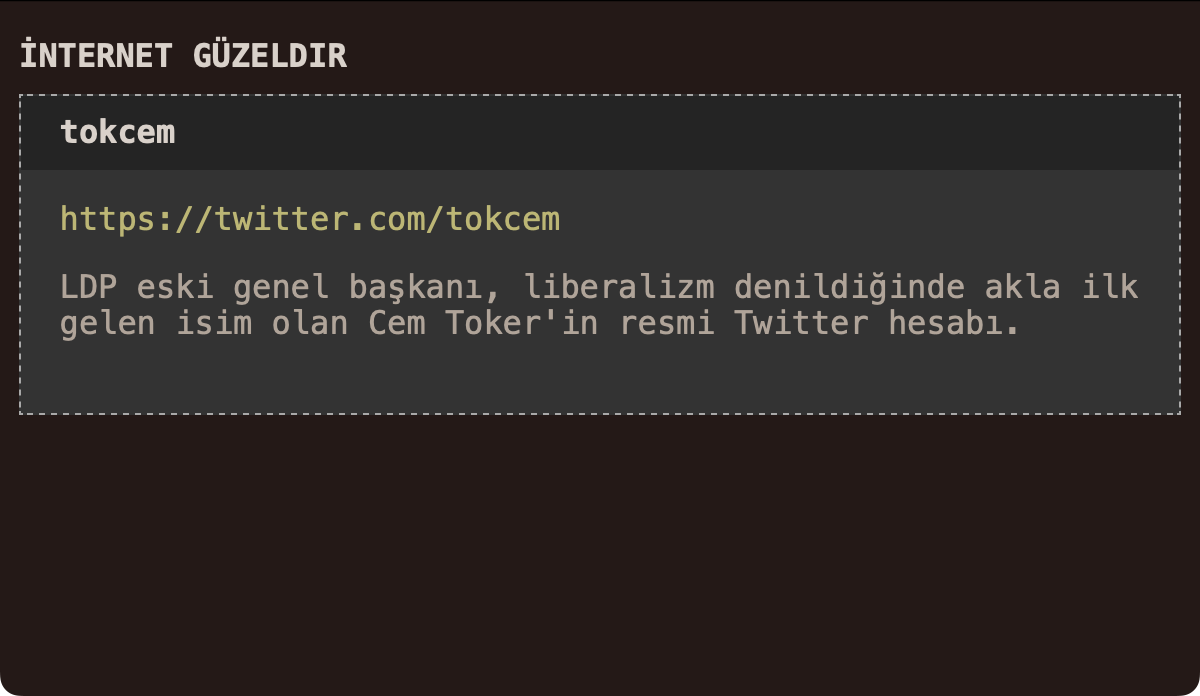 İNTERNET GÜZELDIR
tokcem
https://twitter.com/tokcem
LDP eski genel başkanı, liberalizm denildiğinde akla ilk
gelen isim olan Cem Toker'in resmi Twitter hesabı.